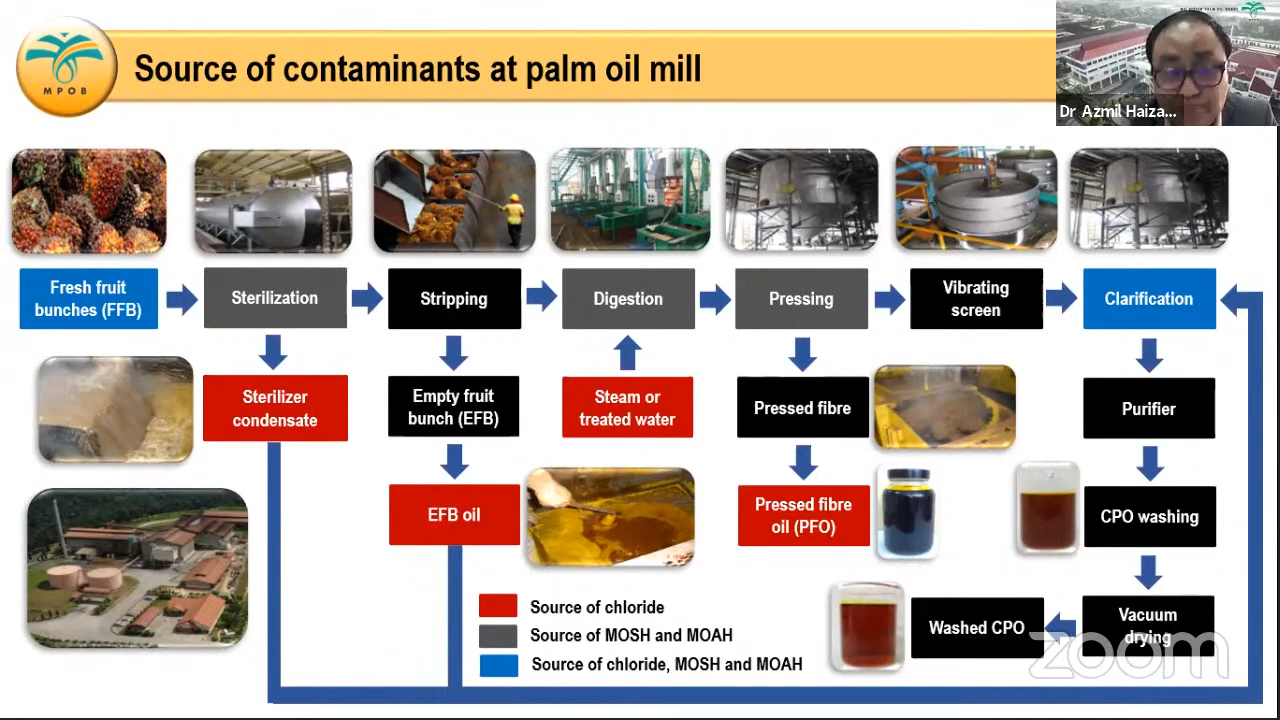 MPOB
Source of contaminants at palm oil mill
Dr Azmil Haiza...
Fresh fruit
bunches (FFB)
Sterilization
Stripping
Digestion
Pressing
Vibrating
screen
Clarification
Sterilizer
condensate
Empty fruit
bunch (EFB)
Steam or
treated water
Pressed fibre
Purifier
EFB oil
Pressed fibre
oil (PFO)
CPO washing
Source of chloride
Source of MOSH and MOAH
Source of chloride, MOSH and MOAH
Washed CPO
Vacuum
drying
zoom